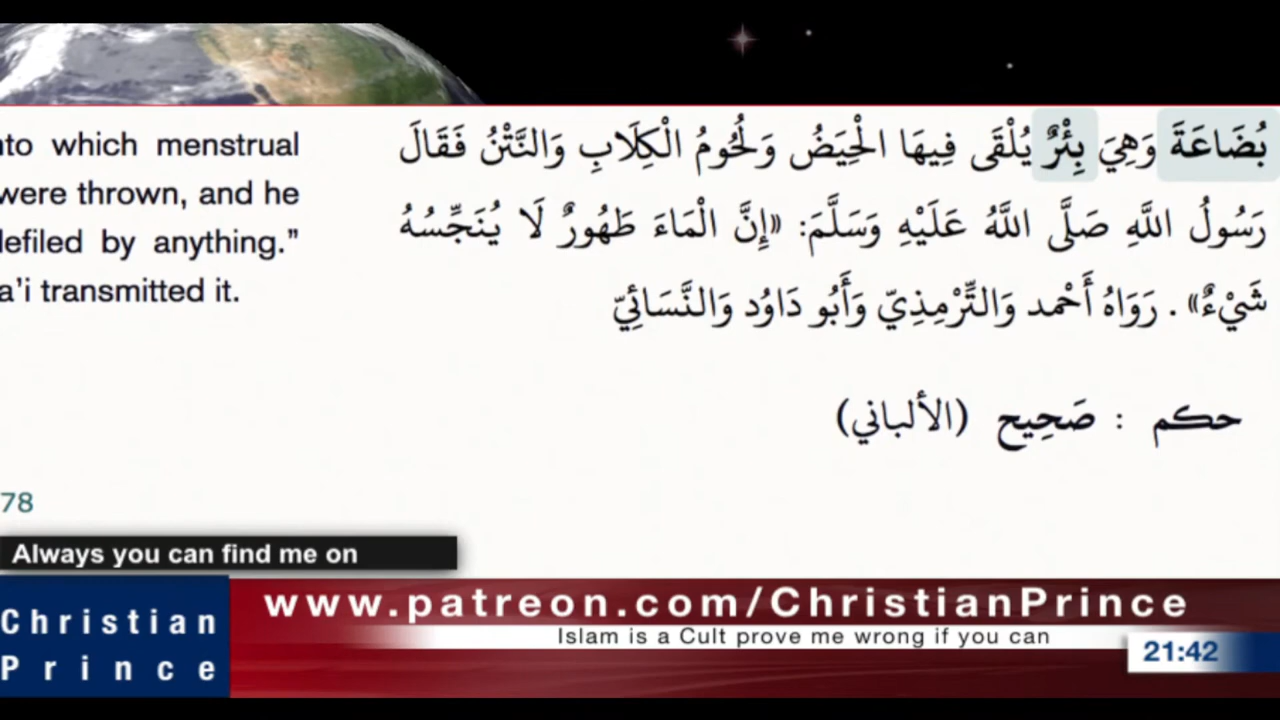 nto which menstrual
were thrown, and he
defiled by anything.”
a’i transmitted it.
بُضَاعَةَ وَهِيَ بِئْرٌ يُلْقَى فِيهَا الْحِيَضُ وَلُحُومُ الْكِلَابِ وَالنَّتْنُ فَقَالَ
رَسُولُ اللَّهِ صَلَّى اللَّهُ عَلَيْهِ وَسَلَّمَ: «إِنَّ الْمَاءَ طَهُورٌ لَا يُنَجِّسُهُ
شَيْءٌ» . رَوَاهُ أَحْمد وَالتِّرْمِذِيّ وَأَبُو دَاوُد وَالنَّسَائِيّ
حكم : صَحِيح (الألباني)
78
Always you can find me on
Christian
Prince
www.patreon.com/ChristianPrince
Islam is a Cult prove me wrong if you can
21:42